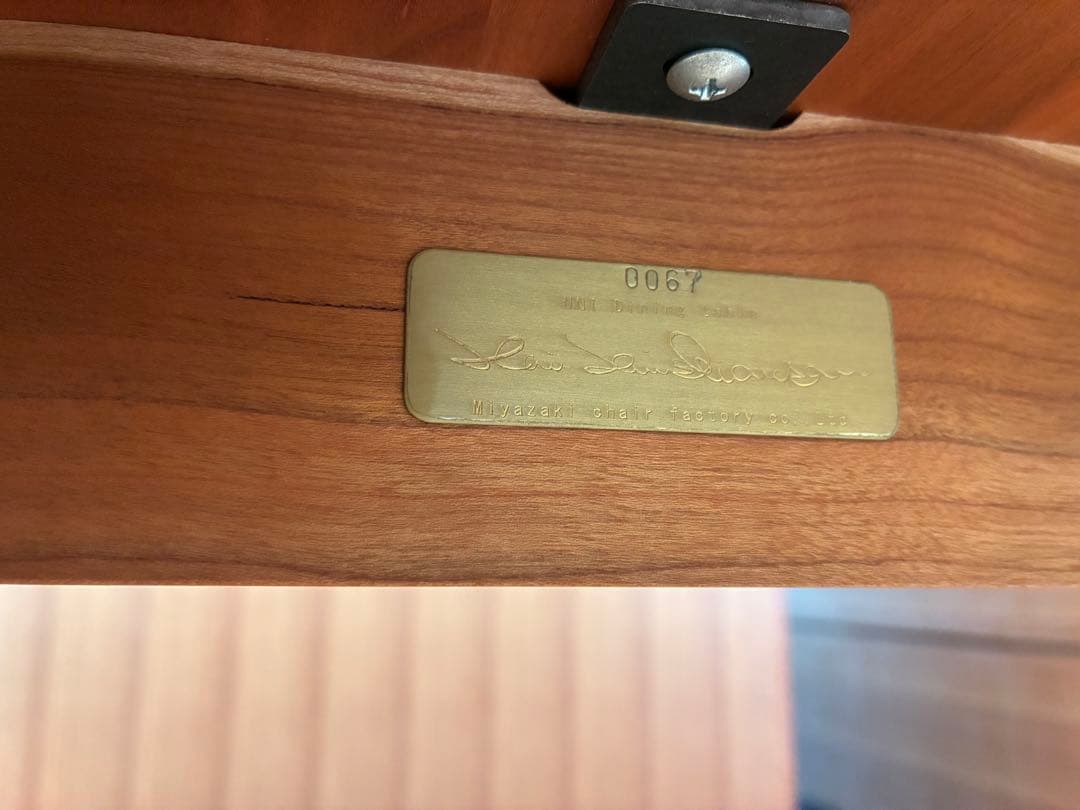 0067
UNI Dining table
Miyazaki chair factory co.,Ltd